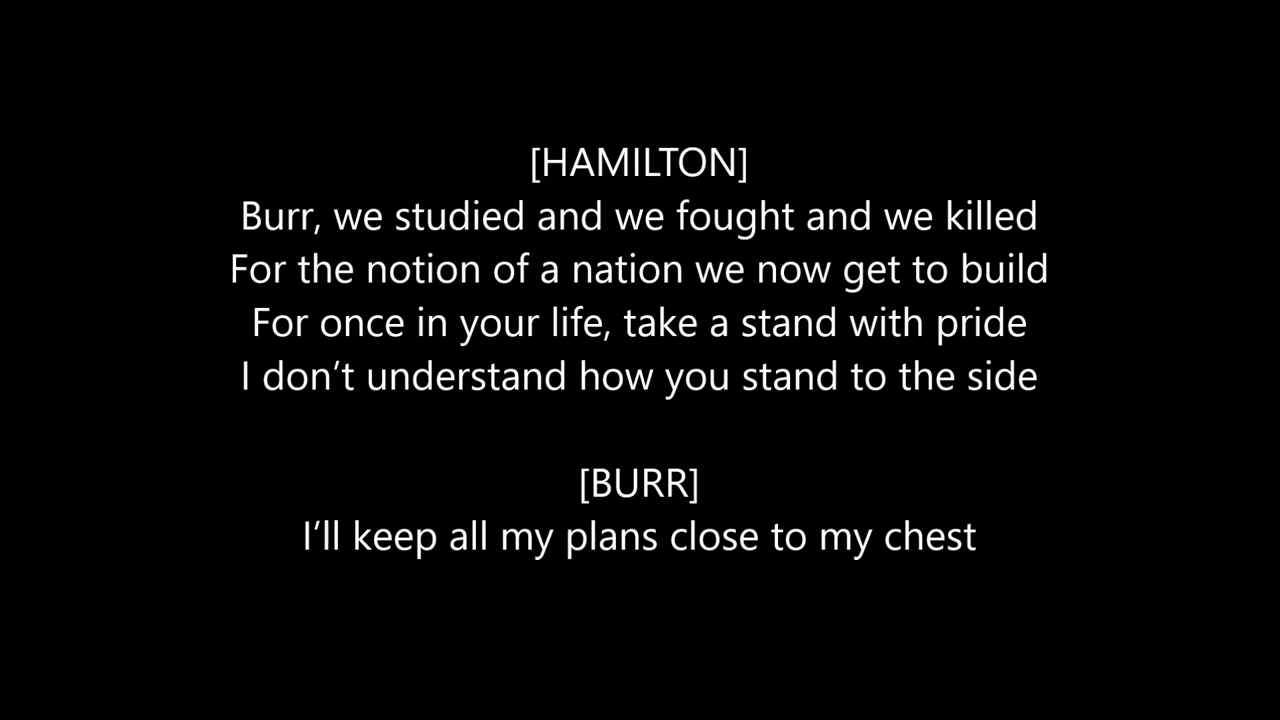 [HAMILTON]
Burr, we studied and we fought and we killed
For the notion of a nation we now get to build
For once in your life, take a stand with pride
I don’t understand how you stand to the side
[BURR]
I’ll keep all my plans close to my chest